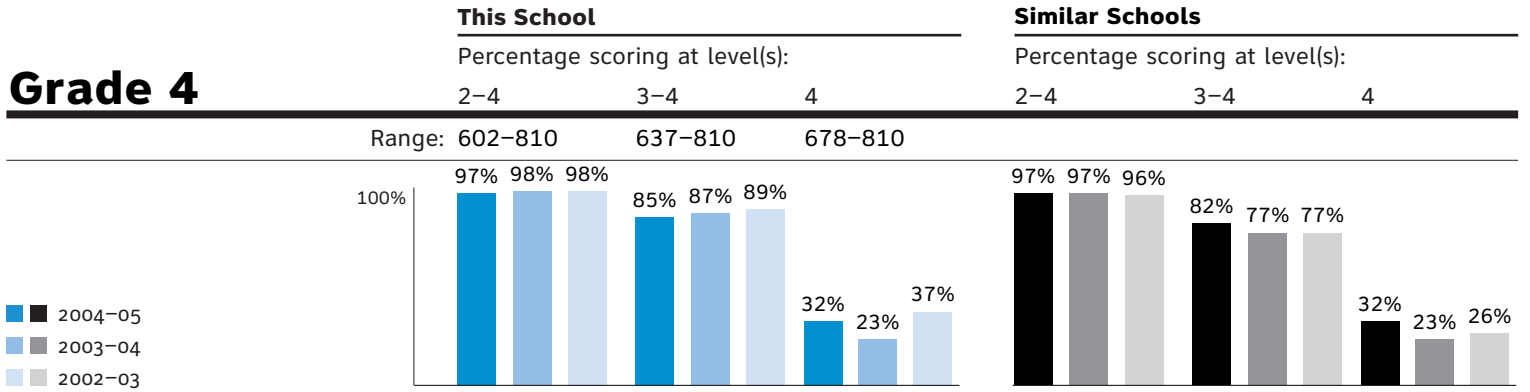 This School
Similar Schools
Percentage scoring at level(s):
Percentage scoring at level(s):
Grade 4
2–4 3–4 4
2–4 3–4 4
Range: 602–810 637–810 678–810
97% 98% 98% 85% 87% 89% 32% 23% 37%
97% 97% 96% 82% 77% 77% 32% 23% 26%
100%
2004–05
2003–04
2002–03